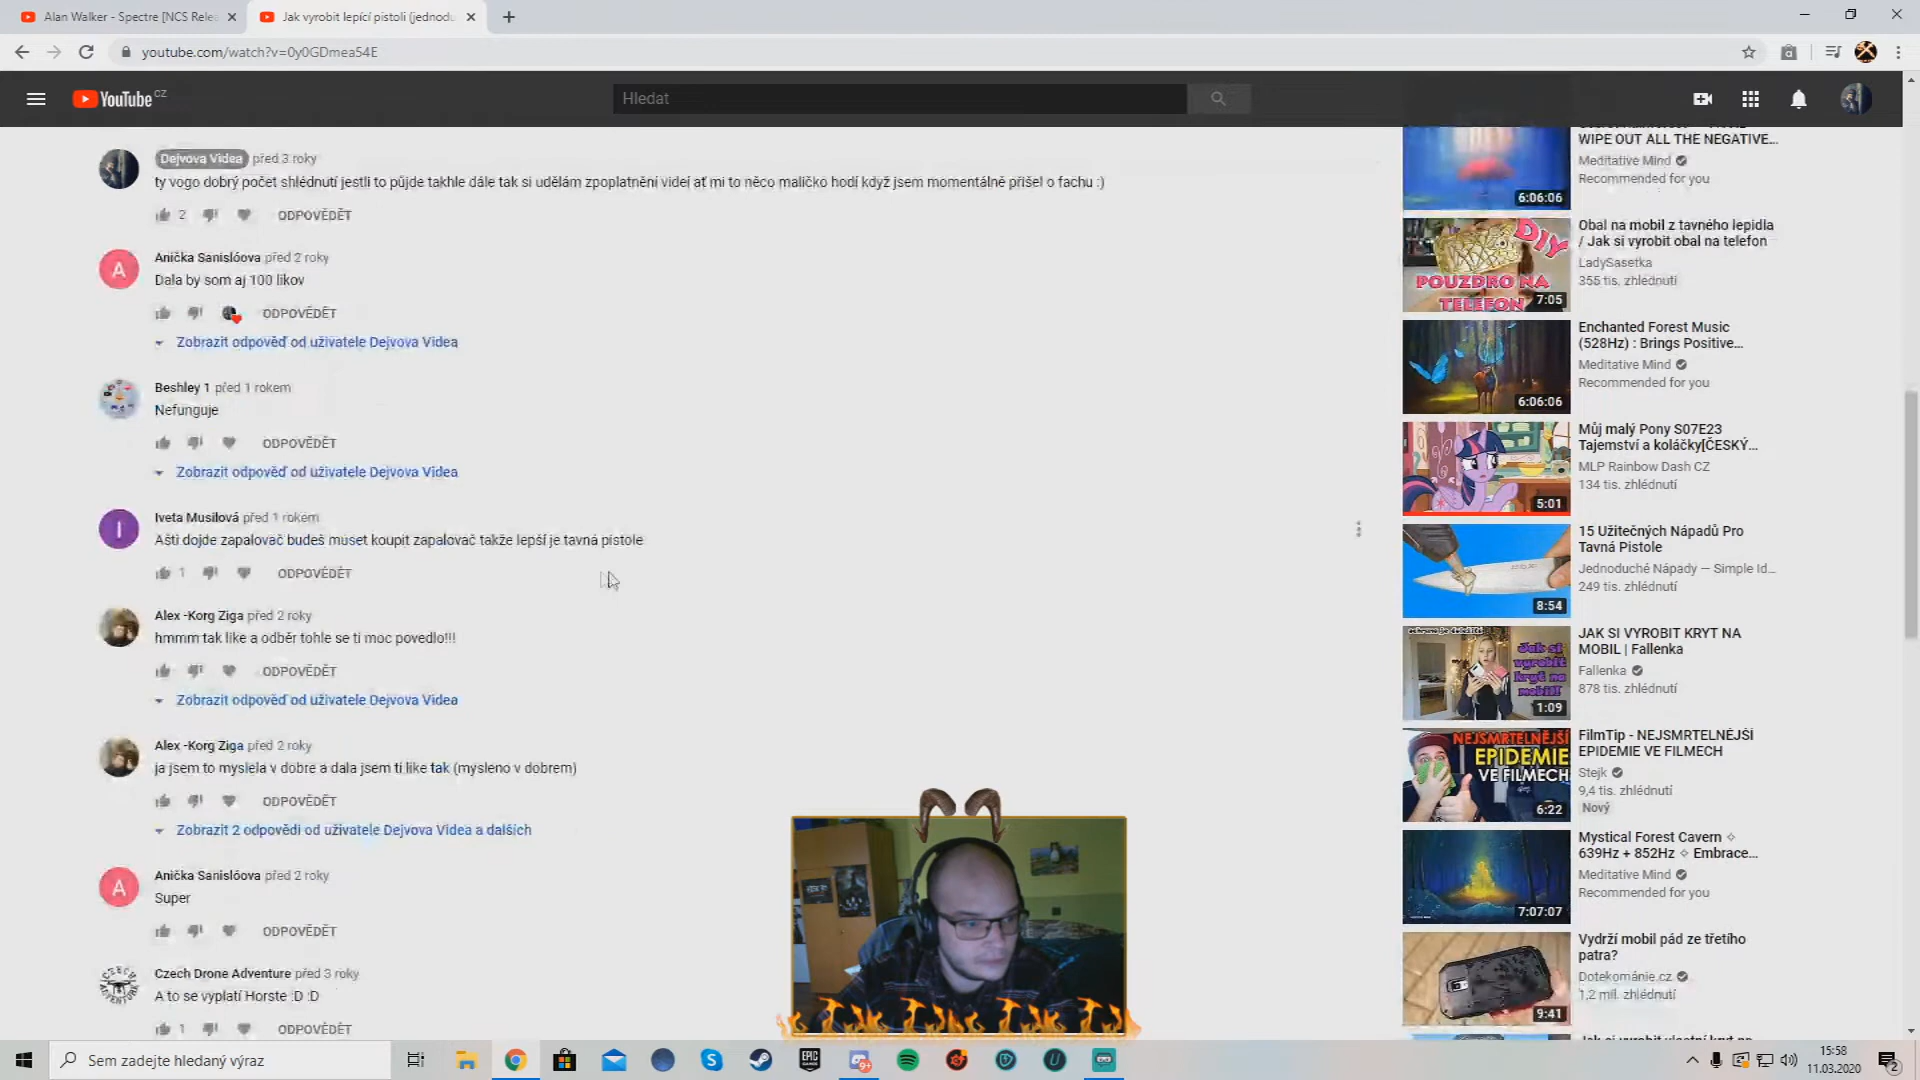 Alan Walker - Spectre [NCS Rele
Jak vyrobit lepící pistoli (jednodu
youtube.com/watch?v=0y0GDmea54E
YouTube CZ
Hledat
Dejvova Videa před 3 roky
ty vogo dobrý počet shlédnutí jestli to půjde takhle dále tak si udělám zpoplatnění videí ať mi to něco maličko hodí když jsem momentálně přišel o fachu :)
2 ODPOVĚDĚT
Anička Sanislóova před 2 roky
Dala by som aj 100 likov
ODPOVĚDĚT
Zobrazit odpověď od uživatele Dejvova Videa
Beshley 1 před 1 rokem
Nefunguje
ODPOVĚDĚT
Zobrazit odpověď od uživatele Dejvova Videa
Iveta Musilová před 1 rokem
Ašti dojde zapalovač budeš muset koupit zapalovač takže lepší je tavná pistole
1 ODPOVĚDĚT
Alex -Korg Ziga před 2 roky
hmmm tak like a odběr tohle se ti moc povedlo!!!
ODPOVĚDĚT
Zobrazit odpověď od uživatele Dejvova Videa
Alex -Korg Ziga před 2 roky
ja jsem to myslela v dobre a dala jsem ti like tak (mysleno v dobrem)
ODPOVĚDĚT
Zobrazit 2 odpovědi od uživatele Dejvova Videa a dalších
Anička Sanislóova před 2 roky
Super
ODPOVĚDĚT
Czech Drone Adventure před 3 roky
A to se vyplatí Horste :D :D
1 ODPOVĚDĚT
WIPE OUT ALL THE NEGATIVE...
Meditative Mind
Recommended for you
6:06:06
Obal na mobil z tavného lepidla
/ Jak si vyrobit obal na telefon
LadySasetka
355 tis. zhlédnutí
DIY
POUZDRO NA
TELEFON
7:05
Enchanted Forest Music
(528Hz) : Brings Positive...
Meditative Mind
Recommended for you
6:06:06
Můj malý Pony S07E23
Tajemství a koláčky[ČESKÝ...
MLP Rainbow Dash CZ
134 tis. zhlédnutí
5:01
15 Užitečných Nápadů Pro
Tavná Pistole
Jednoduché Nápady — Simple Id...
249 tis. zhlédnutí
8:54
JAK SI VYROBIT KRYT NA
MOBIL | Fallenka
Fallenka
878 tis. zhlédnutí
Jak si
vyrobit
kryt na
mobil!
1:09
FilmTip - NEJSMRTELNĚJŠÍ
EPIDEMIE VE FILMECH
Stejk
9,4 tis. zhlédnutí
Nový
NEJSMRTELNĚJŠÍ
EPIDEMIE
VE FILMECH
6:22
Mystical Forest Cavern ✧
639Hz + 852Hz ✧ Embrace...
Meditative Mind
Recommended for you
7:07:07
Vydrží mobil pád ze třetího
patra?
Dotekománie.cz
1,2 mil. zhlédnutí
9:41
Sem zadejte hledaný výraz
EPIC
GAMES
9+
15:58
11.03.2020
2